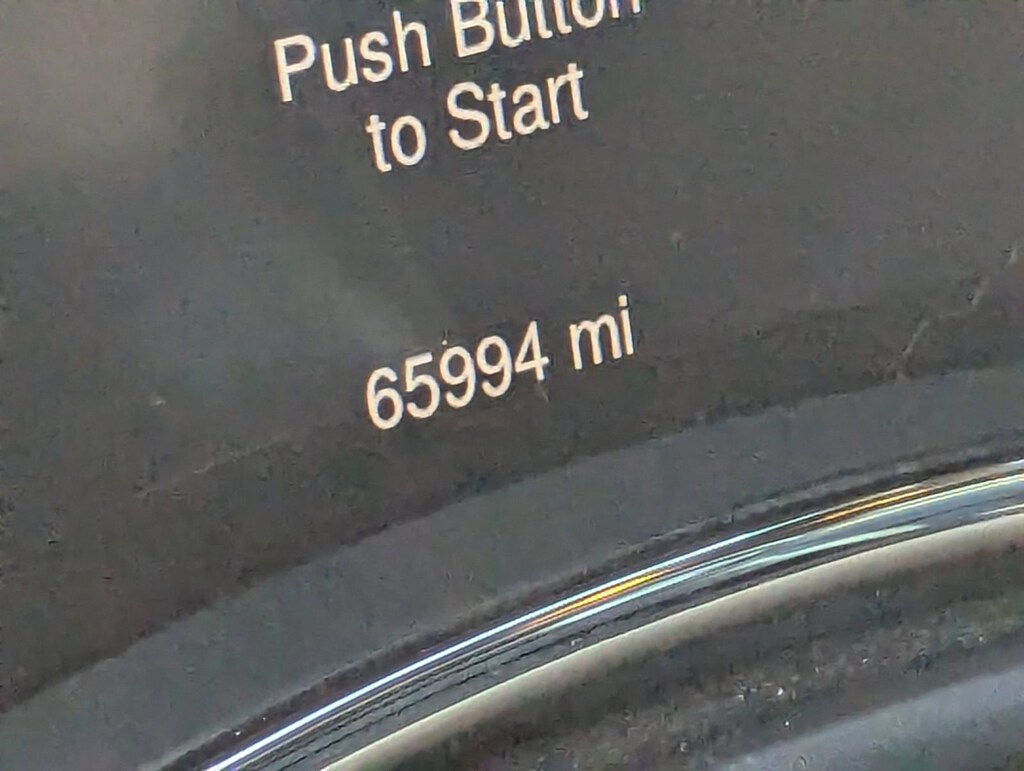 Push Button
to Start
65994 mi